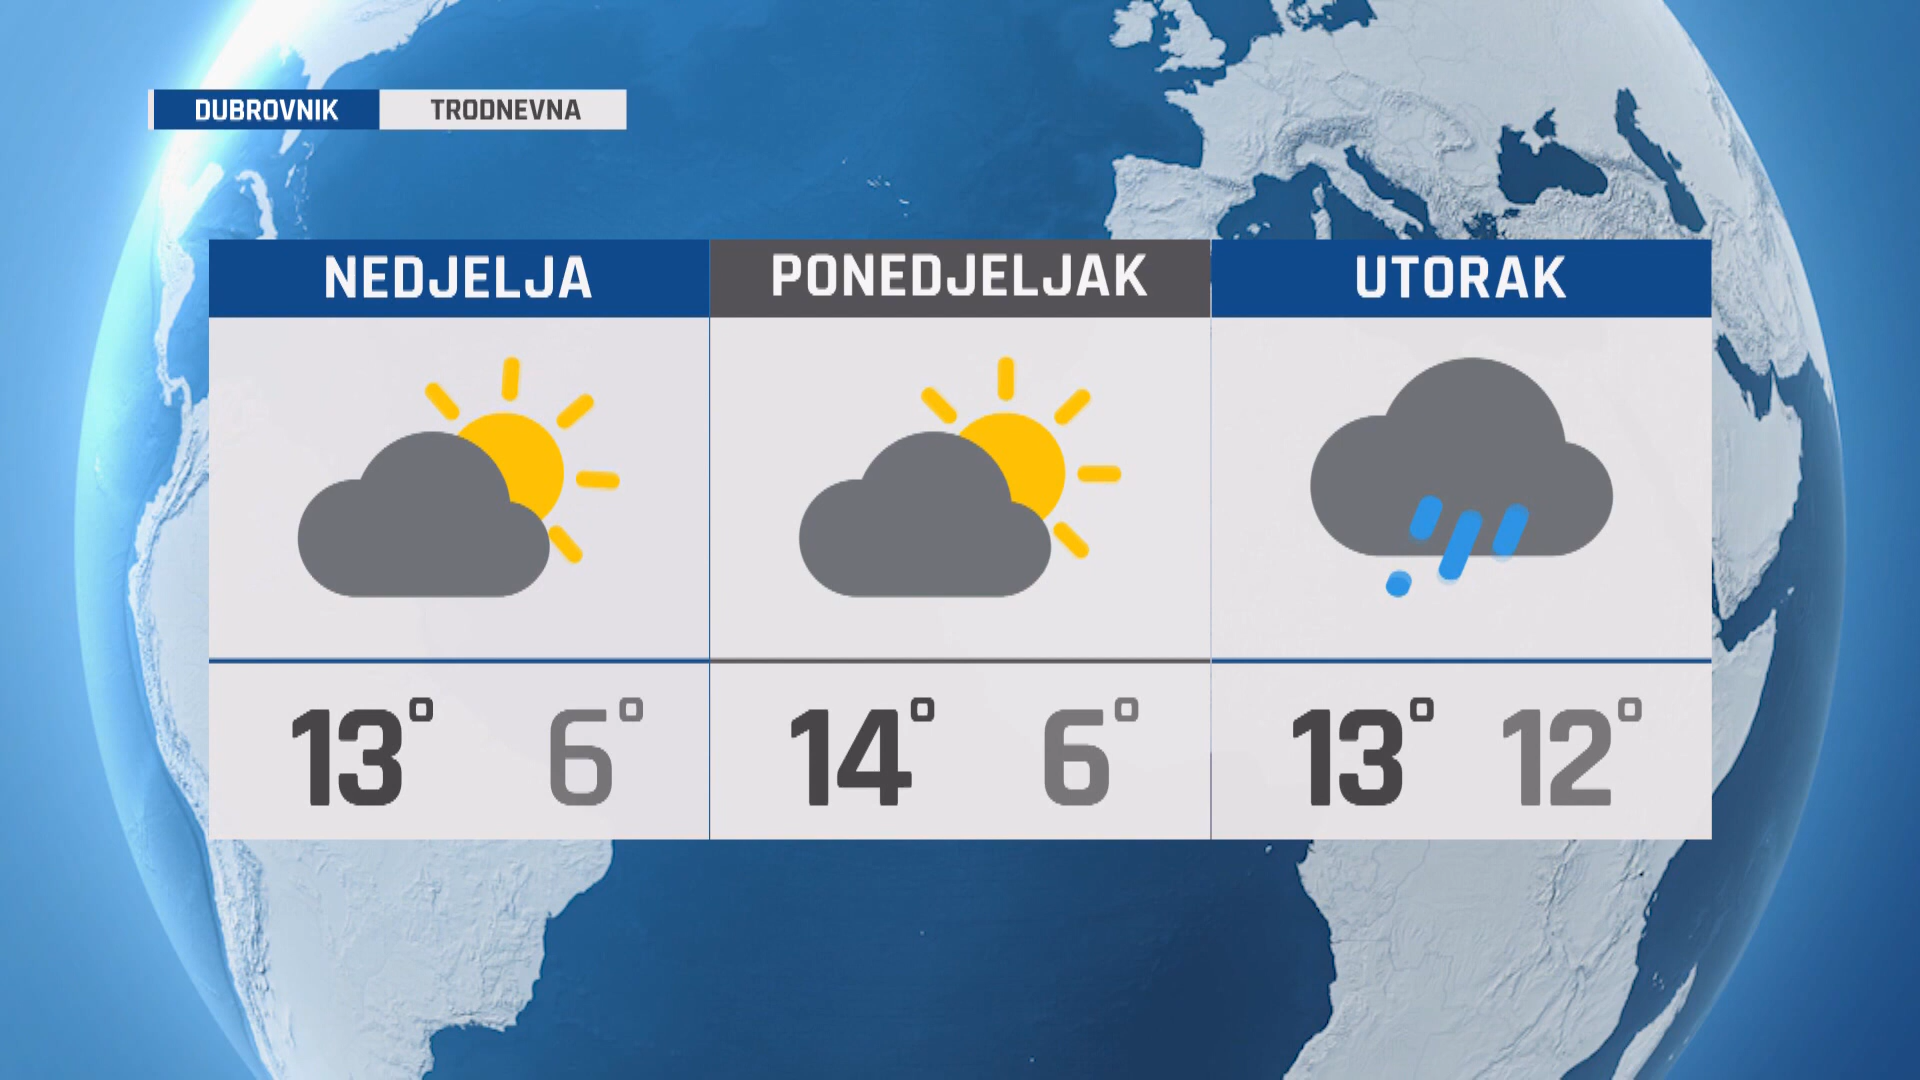 DUBROVNIK TRODNEVNA
NEDJELJA PONEDJELJAK UTORAK
13° 6° 14° 6° 13° 12°